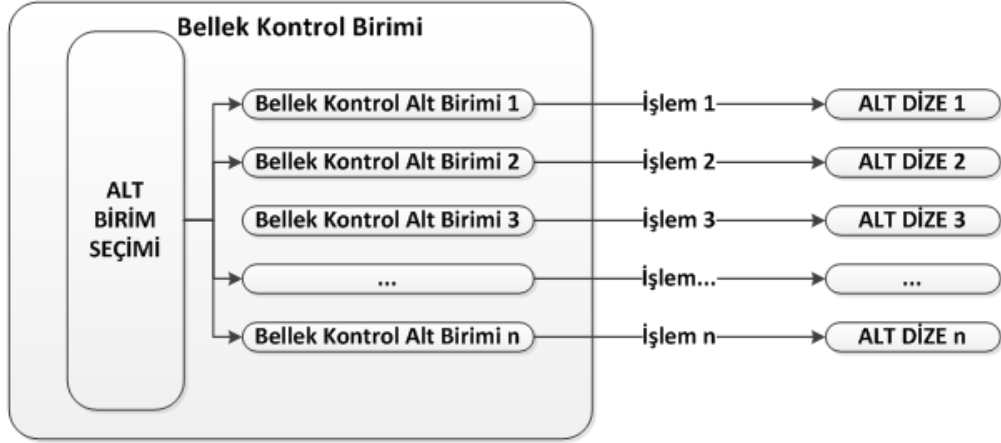 Bellek Kontrol Birimi
ALT
BİRİM
SEÇİMİ
Bellek Kontrol Alt Birimi 1
İşlem 1
ALT DİZE 1
Bellek Kontrol Alt Birimi 2
İşlem 2
ALT DİZE 2
Bellek Kontrol Alt Birimi 3
İşlem 3
ALT DİZE 3
...
İşlem...
...
Bellek Kontrol Alt Birimi n
İşlem n
ALT DİZE n